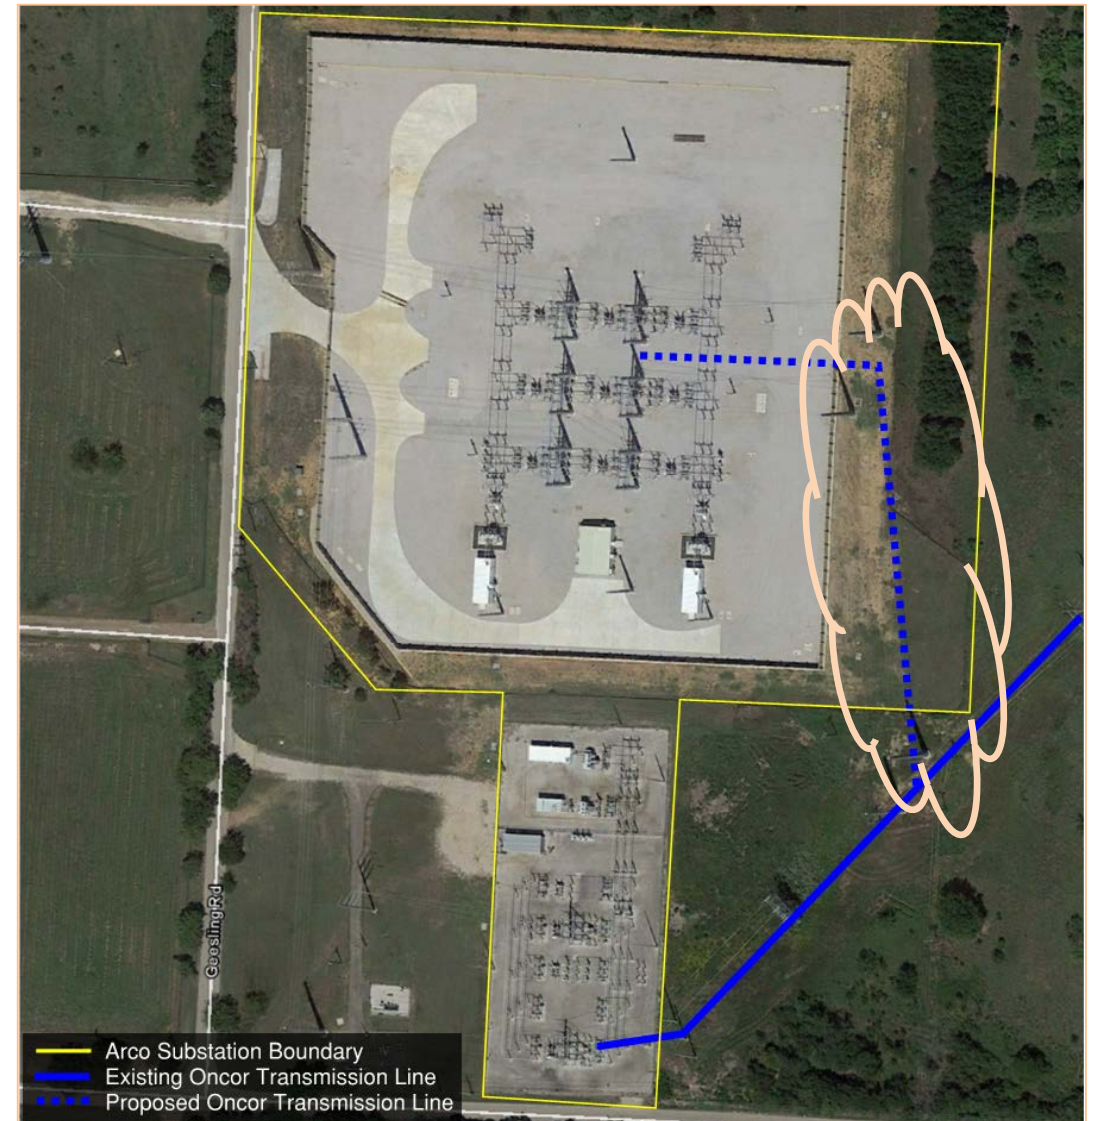 Geesling Rd
Arco Substation Boundary
Existing Oncor Transmission Line
Proposed Oncor Transmission Line